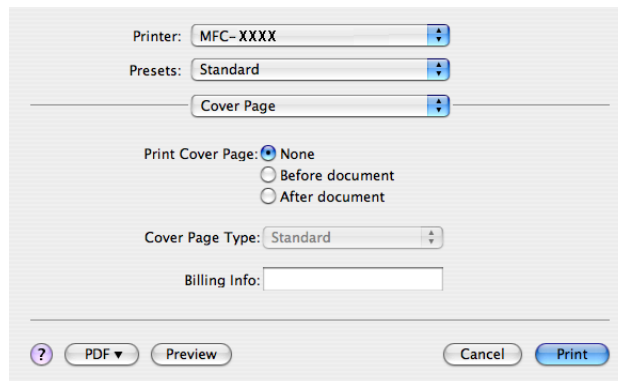 Printer: MFC-XXXX
Presets: Standard
Cover Page
Print Cover Page: None
Before document
After document
Cover Page Type: Standard
Billing Info:
? PDF ▼ Preview Cancel Print